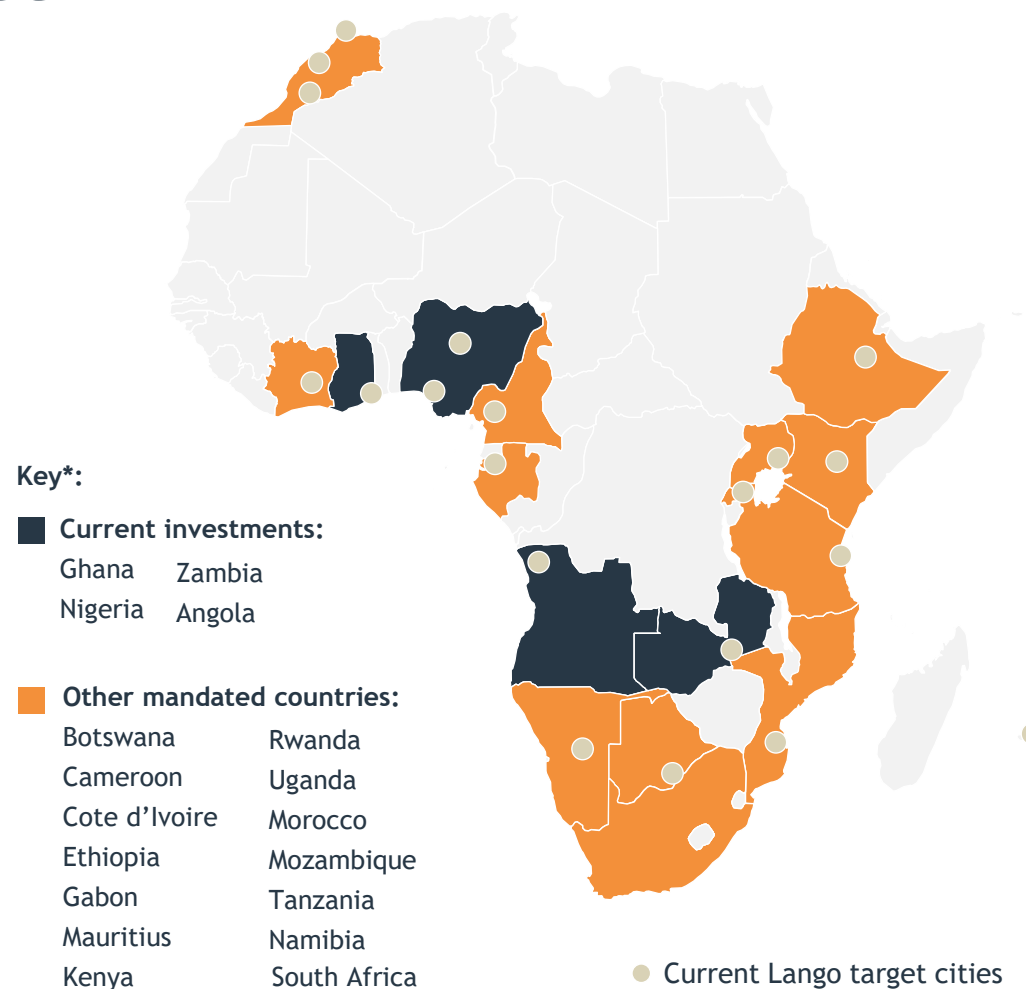 Key*:
Current investments:
Ghana Zambia
Nigeria Angola
Other mandated countries:
Botswana Rwanda
Cameroon Uganda
Cote d’Ivoire Morocco
Ethiopia Mozambique
Gabon Tanzania
Mauritius Namibia
Kenya South Africa
Current Lango target cities